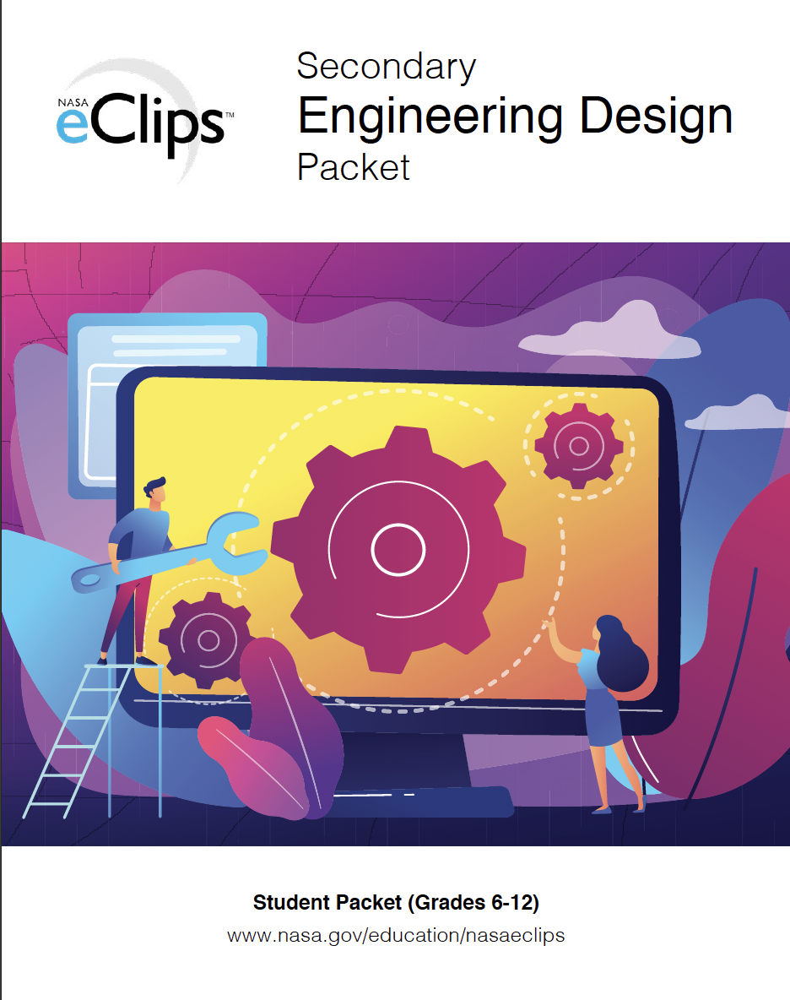 NASA
eClips™
Secondary
Engineering Design
Packet
Student Packet (Grades 6-12)
www.nasa.gov/education/nasaeclips